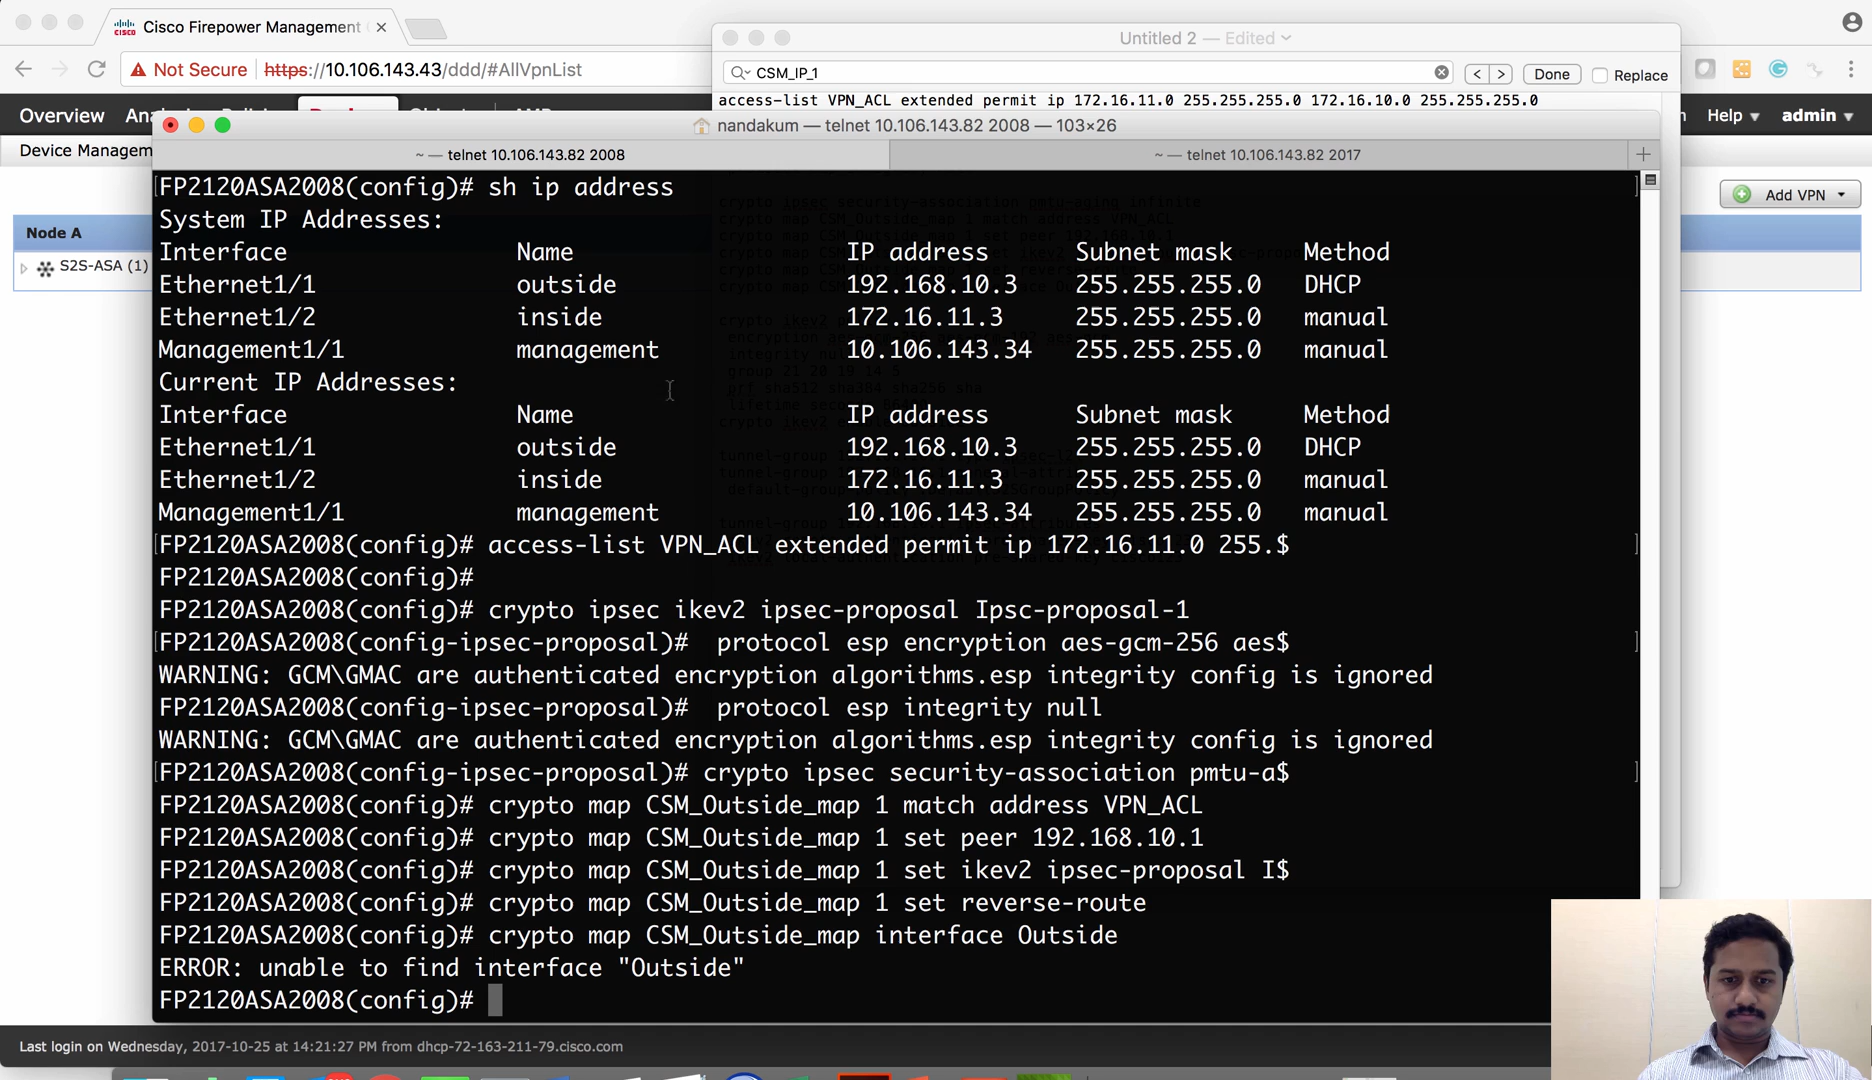 Cisco Firepower Management
Not Secure https://10.106.143.43/ddd/#AllVpnList
Untitled 2 — Edited
CSM_IP_1
Done
Replace
access-list VPN_ACL extended permit ip 172.16.11.0 255.255.255.0 172.16.10.0 255.255.255.0
Overview
Help
admin
Device Managem
nandakum — telnet 10.106.143.82 2008 — 103×26
~ — telnet 10.106.143.82 2008
~ — telnet 10.106.143.82 2017
Add VPN
Node A
S2S-ASA (1)
FP2120ASA2008(config)# sh ip address
System IP Addresses:
Interface Name IP address Subnet mask Method
Ethernet1/1 outside 192.168.10.3 255.255.255.0 DHCP
Ethernet1/2 inside 172.16.11.3 255.255.255.0 manual
Management1/1 management 10.106.143.34 255.255.255.0 manual
Current IP Addresses:
Interface Name IP address Subnet mask Method
Ethernet1/1 outside 192.168.10.3 255.255.255.0 DHCP
Ethernet1/2 inside 172.16.11.3 255.255.255.0 manual
Management1/1 management 10.106.143.34 255.255.255.0 manual
FP2120ASA2008(config)# access-list VPN_ACL extended permit ip 172.16.11.0 255.$
FP2120ASA2008(config)#
FP2120ASA2008(config)# crypto ipsec ikev2 ipsec-proposal Ipsc-proposal-1
FP2120ASA2008(config-ipsec-proposal)#  protocol esp encryption aes-gcm-256 aes$
WARNING: GCM\GMAC are authenticated encryption algorithms.esp integrity config is ignored
FP2120ASA2008(config-ipsec-proposal)#  protocol esp integrity null
WARNING: GCM\GMAC are authenticated encryption algorithms.esp integrity config is ignored
FP2120ASA2008(config-ipsec-proposal)# crypto ipsec security-association pmtu-a$
FP2120ASA2008(config)# crypto map CSM_Outside_map 1 match address VPN_ACL
FP2120ASA2008(config)# crypto map CSM_Outside_map 1 set peer 192.168.10.1
FP2120ASA2008(config)# crypto map CSM_Outside_map 1 set ikev2 ipsec-proposal I$
FP2120ASA2008(config)# crypto map CSM_Outside_map 1 set reverse-route
FP2120ASA2008(config)# crypto map CSM_Outside_map interface Outside
ERROR: unable to find interface "Outside"
FP2120ASA2008(config)#
Last login on Wednesday, 2017-10-25 at 14:21:27 PM from dhcp-72-163-211-79.cisco.com